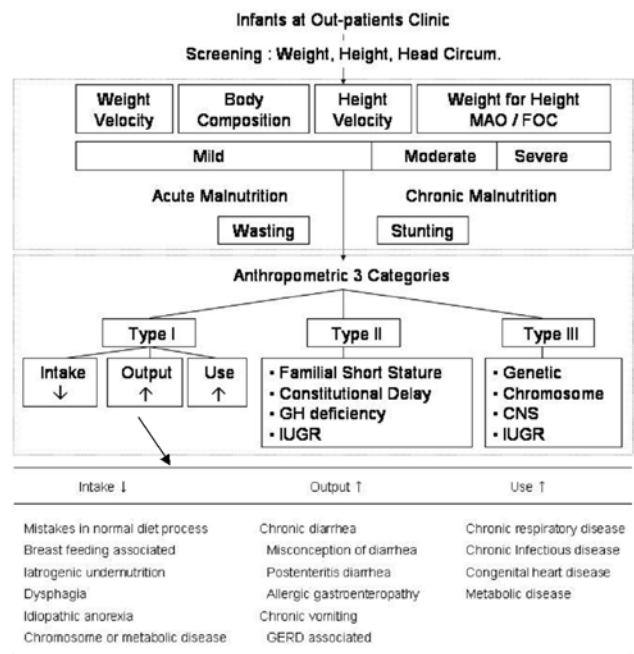 Infants at Out-patients Clinic
Screening : Weight, Height, Head Circum.
Weight Velocity
Body Composition
Height Velocity
Weight for Height MAO / FOC
Mild
Moderate
Severe
Acute Malnutrition
Chronic Malnutrition
Wasting
Stunting
Anthropometric 3 Categories
Type I
Type II
Type III
Intake ↓
Output ↑
Use ↑
▪ Familial Short Stature
▪ Constitutional Delay
▪ GH deficiency
▪ IUGR
▪ Genetic
▪ Chromosome
▪ CNS
▪ IUGR
Intake ↓
Output ↑
Use ↑
Mistakes in normal diet process
Breast feeding associated
Iatrogenic undernutrition
Dysphagia
Idiopathic anorexia
Chromosome or metabolic disease
Chronic diarrhea
Misconception of diarrhea
Postenteritis diarrhea
Allergic gastroenteropathy
Chronic vomiting
GERD associated
Chronic respiratory disease
Chronic Infectious disease
Congenital heart disease
Metabolic disease